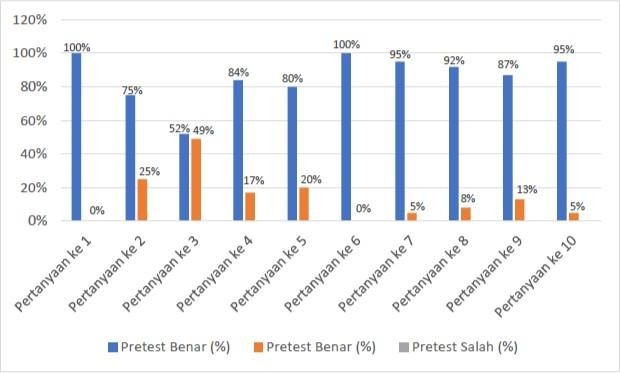 120%
100%
80%
60%
40%
20%
0%
100%
0%
75%
25%
52%
49%
84%
17%
80%
20%
100%
0%
95%
5%
92%
8%
87%
13%
95%
5%
Pertanyaan ke 1
Pertanyaan ke 2
Pertanyaan ke 3
Pertanyaan ke 4
Pertanyaan ke 5
Pertanyaan ke 6
Pertanyaan ke 7
Pertanyaan ke 8
Pertanyaan ke 9
Pertanyaan ke 10
Pretest Benar (%) Pretest Benar (%) Pretest Salah (%)